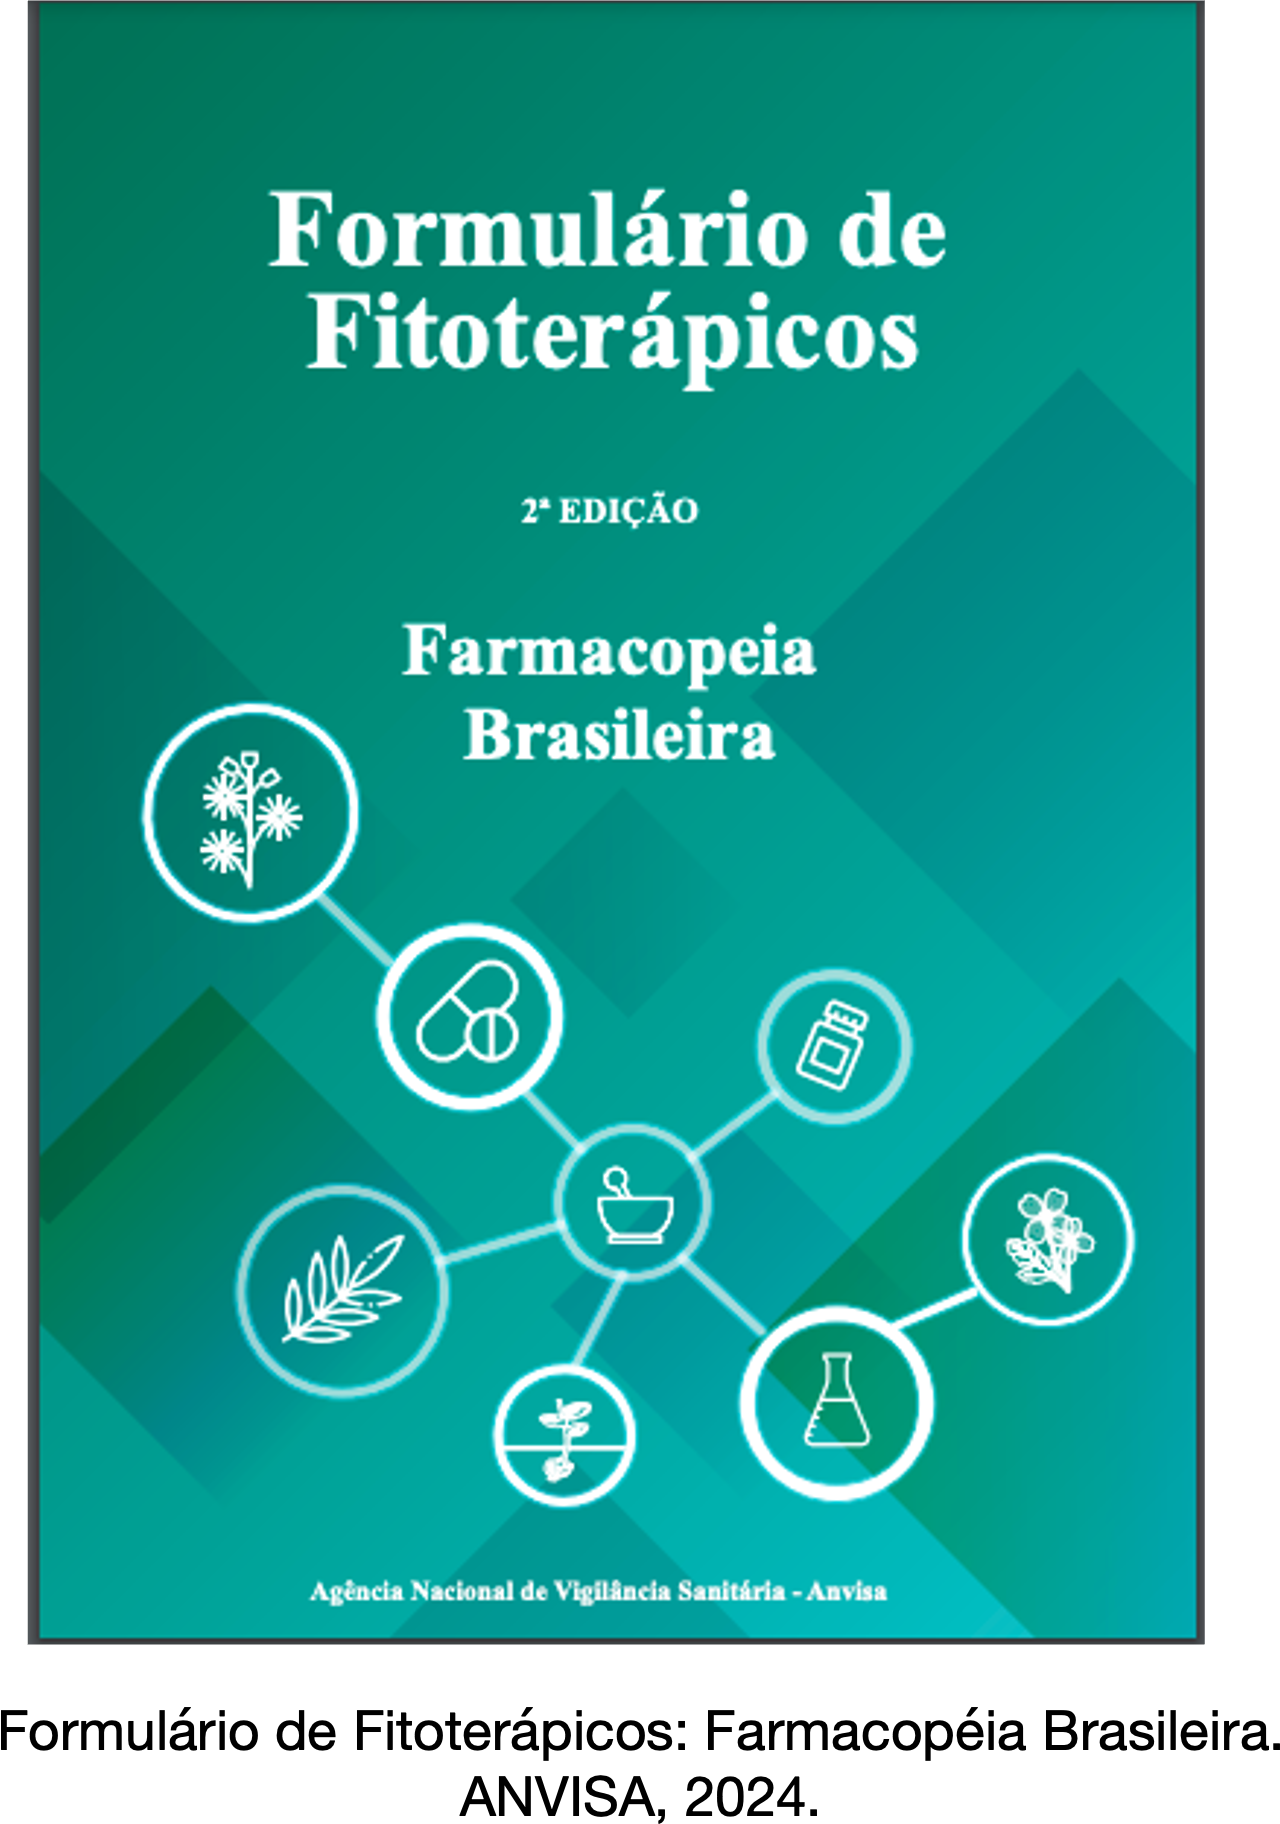 Formulário de
Fitoterápicos
2ª EDIÇÃO
Farmacopeia
Brasileira
Agência Nacional de Vigilância Sanitária - Anvisa
Formulário de Fitoterápicos: Farmacopéia Brasileira.
ANVISA, 2024.